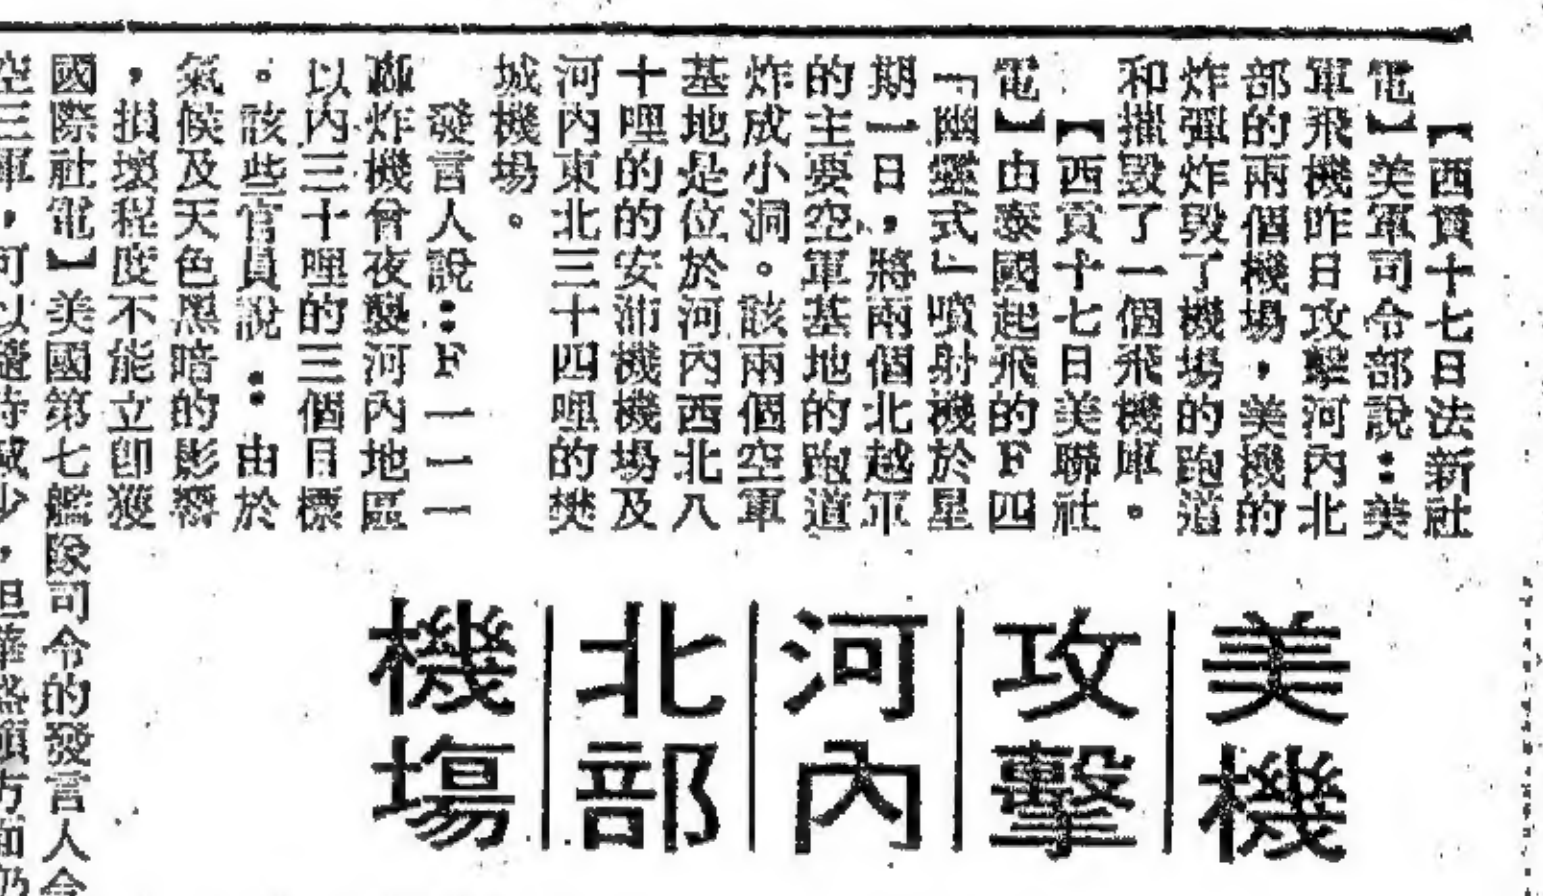 美機
攻擊
河內
北部
機場
【西貢十七日法新社
電】美軍司令部說：美
軍飛機昨日攻擊河內北
部的兩個機場，美機的
炸彈炸毀了機場的跑道
和摧毀了一個飛機庫。
【西貢十七日美聯社
電】由泰國起飛的F四
「幽靈式」噴射機於星
期一日，將兩個北越軍
的主要空軍基地的跑道
炸成小洞。該兩個空軍
基地是位於河內西北八
十哩的的安沛機機場及
河內東北三十四哩的樊
城機場。
發言人說：F一一一
轟炸機曾夜襲河內地區
以內三十哩的三個目標
。該些官員說：由於
氣候及天色黑暗的影響
，損壞程度不能立即獲
國際社電】美國第七艦隊司令的發言人今
空三軍，可以隨時減少，但華盛頓方面仍